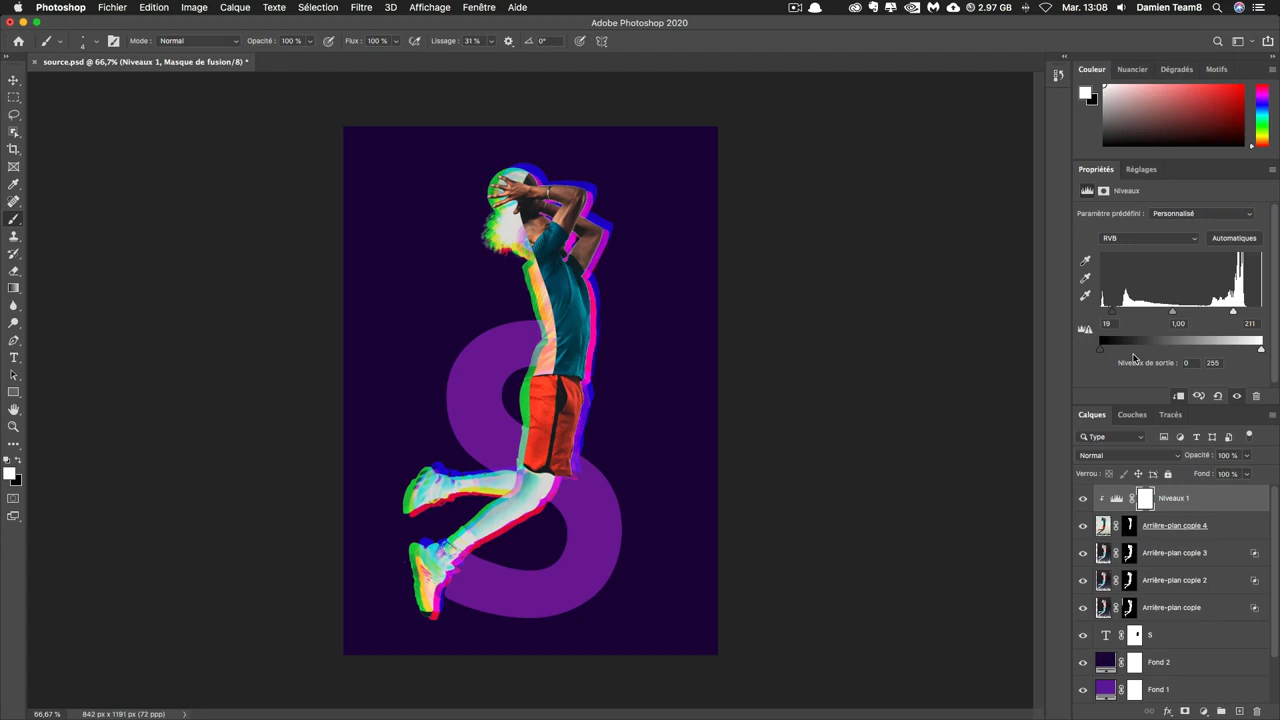 Photoshop Fichier Edition Image Calque Texte Sélection Filtre 3D Affichage Fenêtre Aide 2.97 GB Mar. 13:08 Damien Team8
Adobe Photoshop 2020
4 Mode : Normal Opacité : 100 % Flux : 100 % Lissage : 31 % 0°
source.psd @ 66,7% (Niveaux 1, Masque de fusion/8) *
Couleur Nuancier Dégradés Motifs
Propriétés Réglages
Niveaux
Paramètre prédéfini : Personnalisé
RVB Automatiques
19 1,00 211
Niveaux de sortie : 0 255
Calques Couches Tracés
Type
Normal Opacité : 100 %
Verrou : Fond : 100 %
Niveaux 1
Arrière-plan copie 4
Arrière-plan copie 3
Arrière-plan copie 2
Arrière-plan copie
T S
Fond 2
Fond 1
S
66,67 % 842 px x 1191 px (72 ppp)